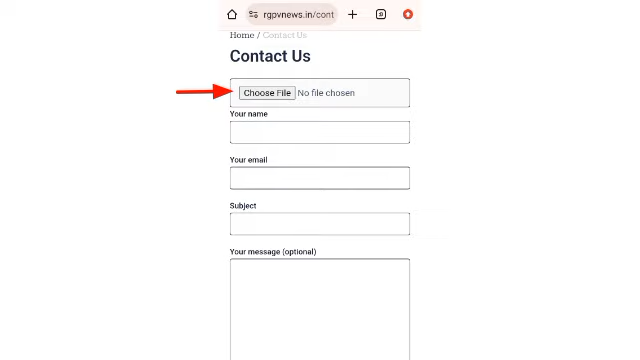 rgpvnews.in/cont
Home / Contact Us
Contact Us
Choose File No file chosen
Your name
Your email
Subject
Your message (optional)